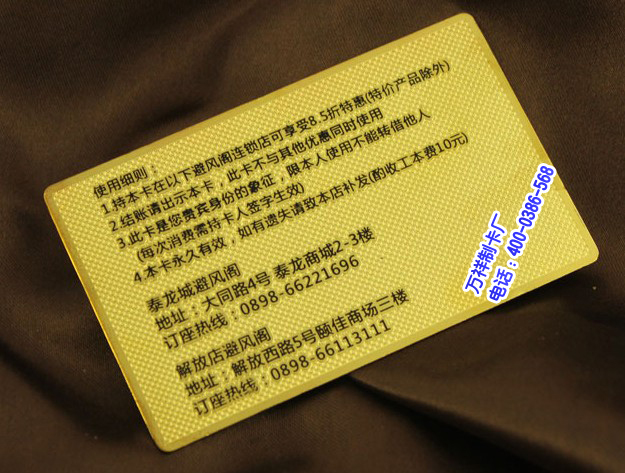 使用细则：
1.持本卡在以下避风阁连锁店可享受8.5折特惠(特价产品除外)
2.结账请出示本卡，此卡不与其他优惠同时使用
3.此卡是您贵宾身份的象征，限本人使用不能转借他人
(每次消费需持卡人签字生效)
4.本卡永久有效，如有遗失请致本店补发(酌收工本费10元)
泰龙城避风阁
地址：大同路4号 泰龙商城2-3楼
订座热线：0898-66221696
解放店避风阁
地址：解放西路5号颐佳商场三楼
订座热线：0898-66113111
万祥制卡厂
电话：400-0386-568